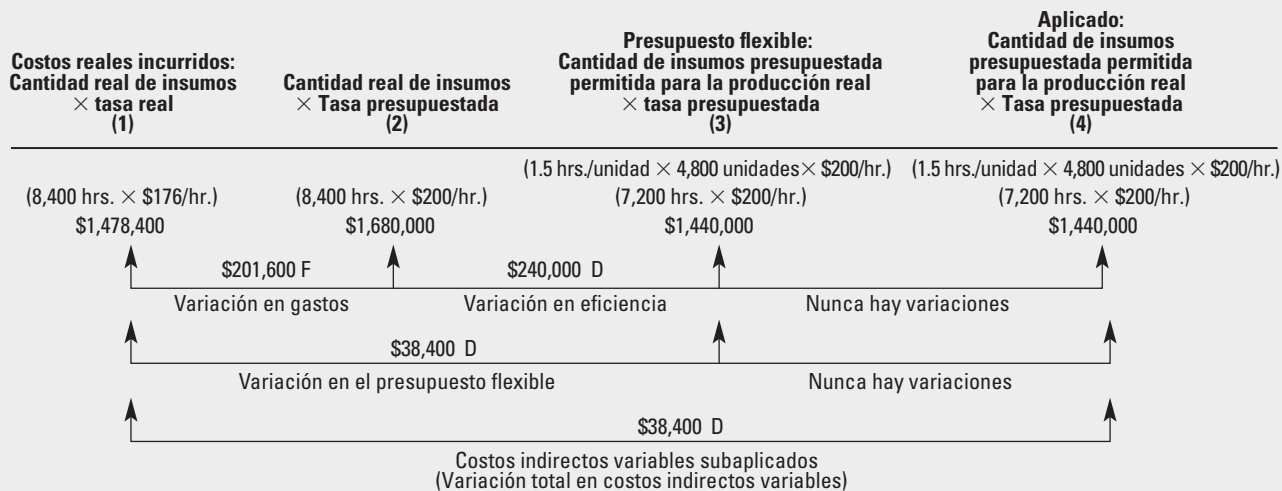 Costos reales incurridos:
Cantidad real de insumos
× tasa real
(1)
Cantidad real de insumos
× Tasa presupuestada
(2)
Presupuesto flexible:
Cantidad de insumos presupuestada
permitida para la producción real
× tasa presupuestada
(3)
Aplicado:
Cantidad de insumos
presupuestada permitida
para la producción real
× Tasa presupuestada
(4)
(1.5 hrs./unidad × 4,800 unidades× $200/hr.)
(1.5 hrs./unidad × 4,800 unidades × $200/hr.)
(8,400 hrs. × $176/hr.)
(8,400 hrs. × $200/hr.)
(7,200 hrs. × $200/hr.)
(7,200 hrs. × $200/hr.)
$1,478,400
$1,680,000
$1,440,000
$1,440,000
$201,600 F
$240,000 D
Variación en gastos
Variación en eficiencia
Nunca hay variaciones
$38,400 D
Variación en el presupuesto flexible
Nunca hay variaciones
$38,400 D
Costos indirectos variables subaplicados
(Variación total en costos indirectos variables)